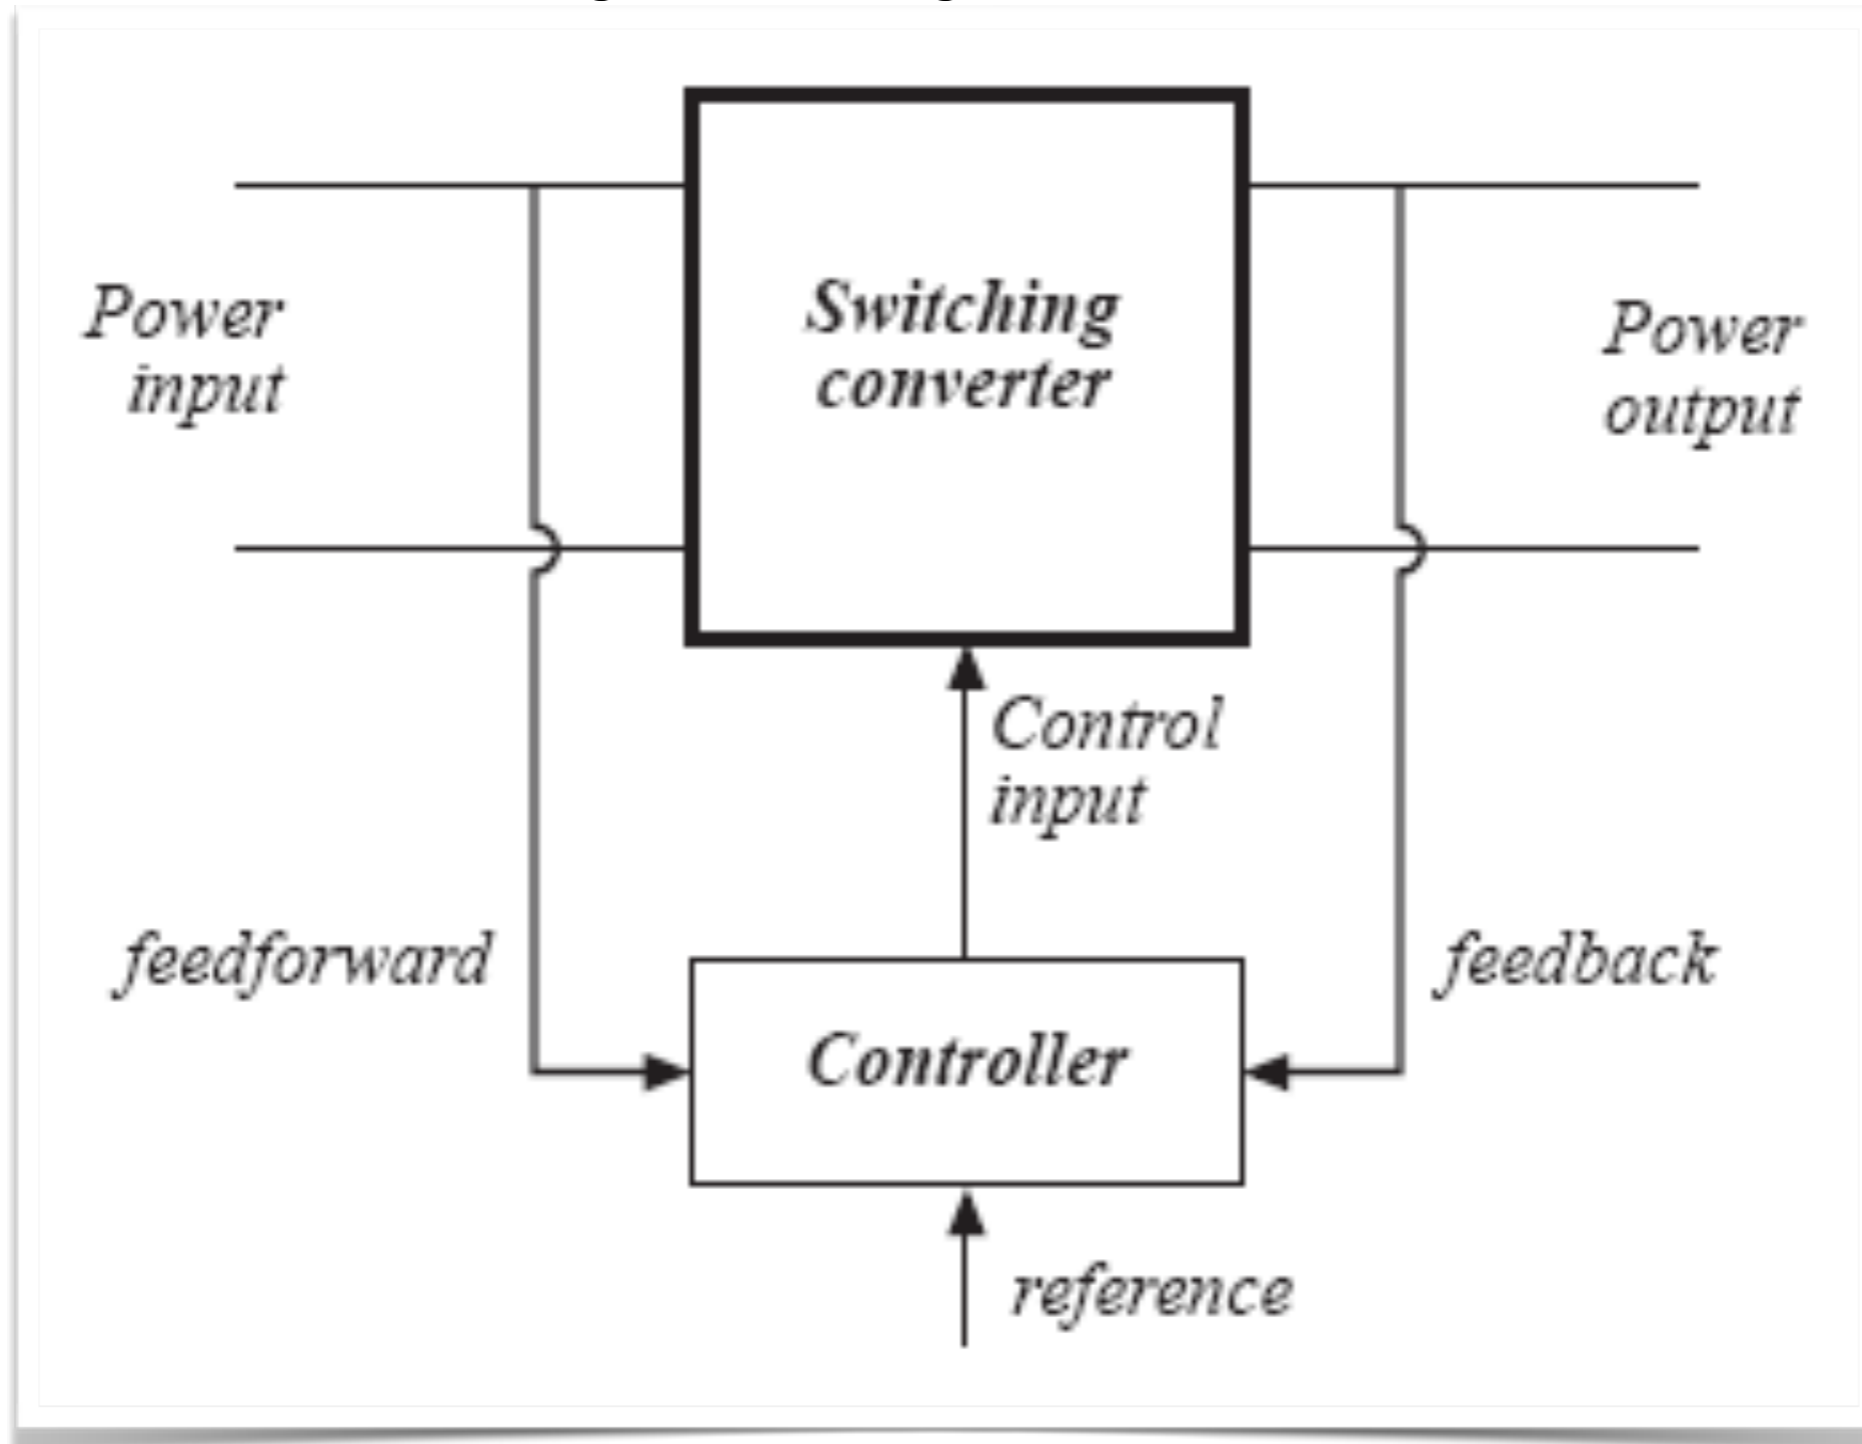 Power
input
Switching
converter
Power
output
Control
input
feedforward
Controller
feedback
reference